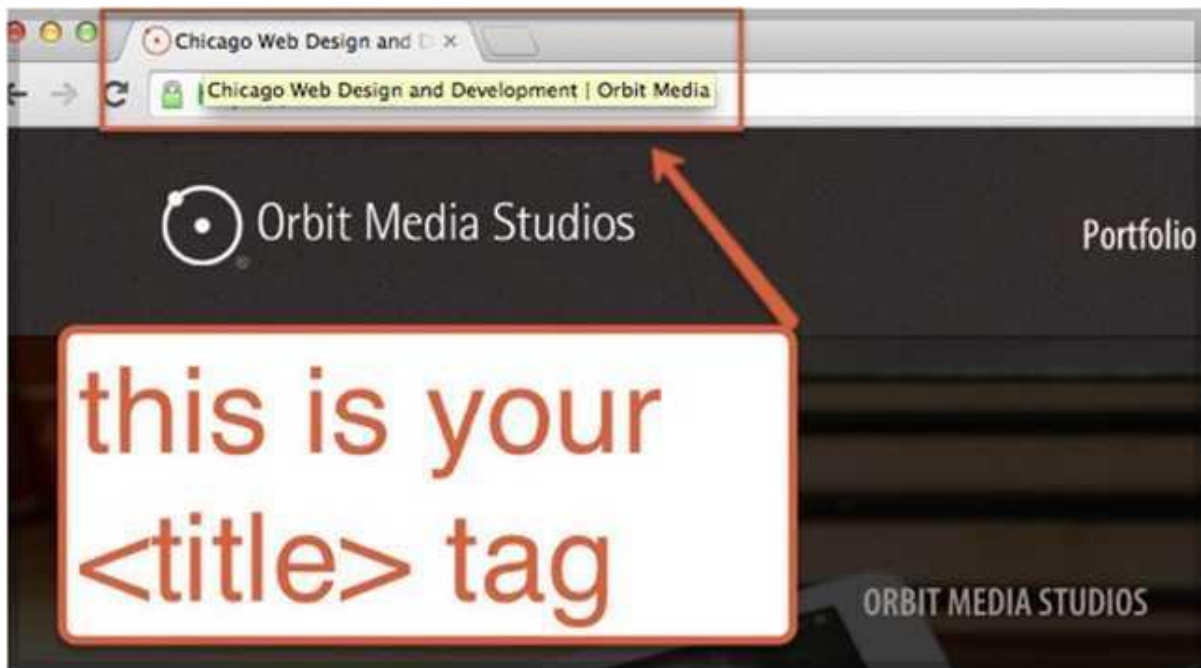 Chicago Web Design and D
Chicago Web Design and Development | Orbit Media
Orbit Media Studios
Portfolio
this is your
<title> tag
ORBIT MEDIA STUDIOS